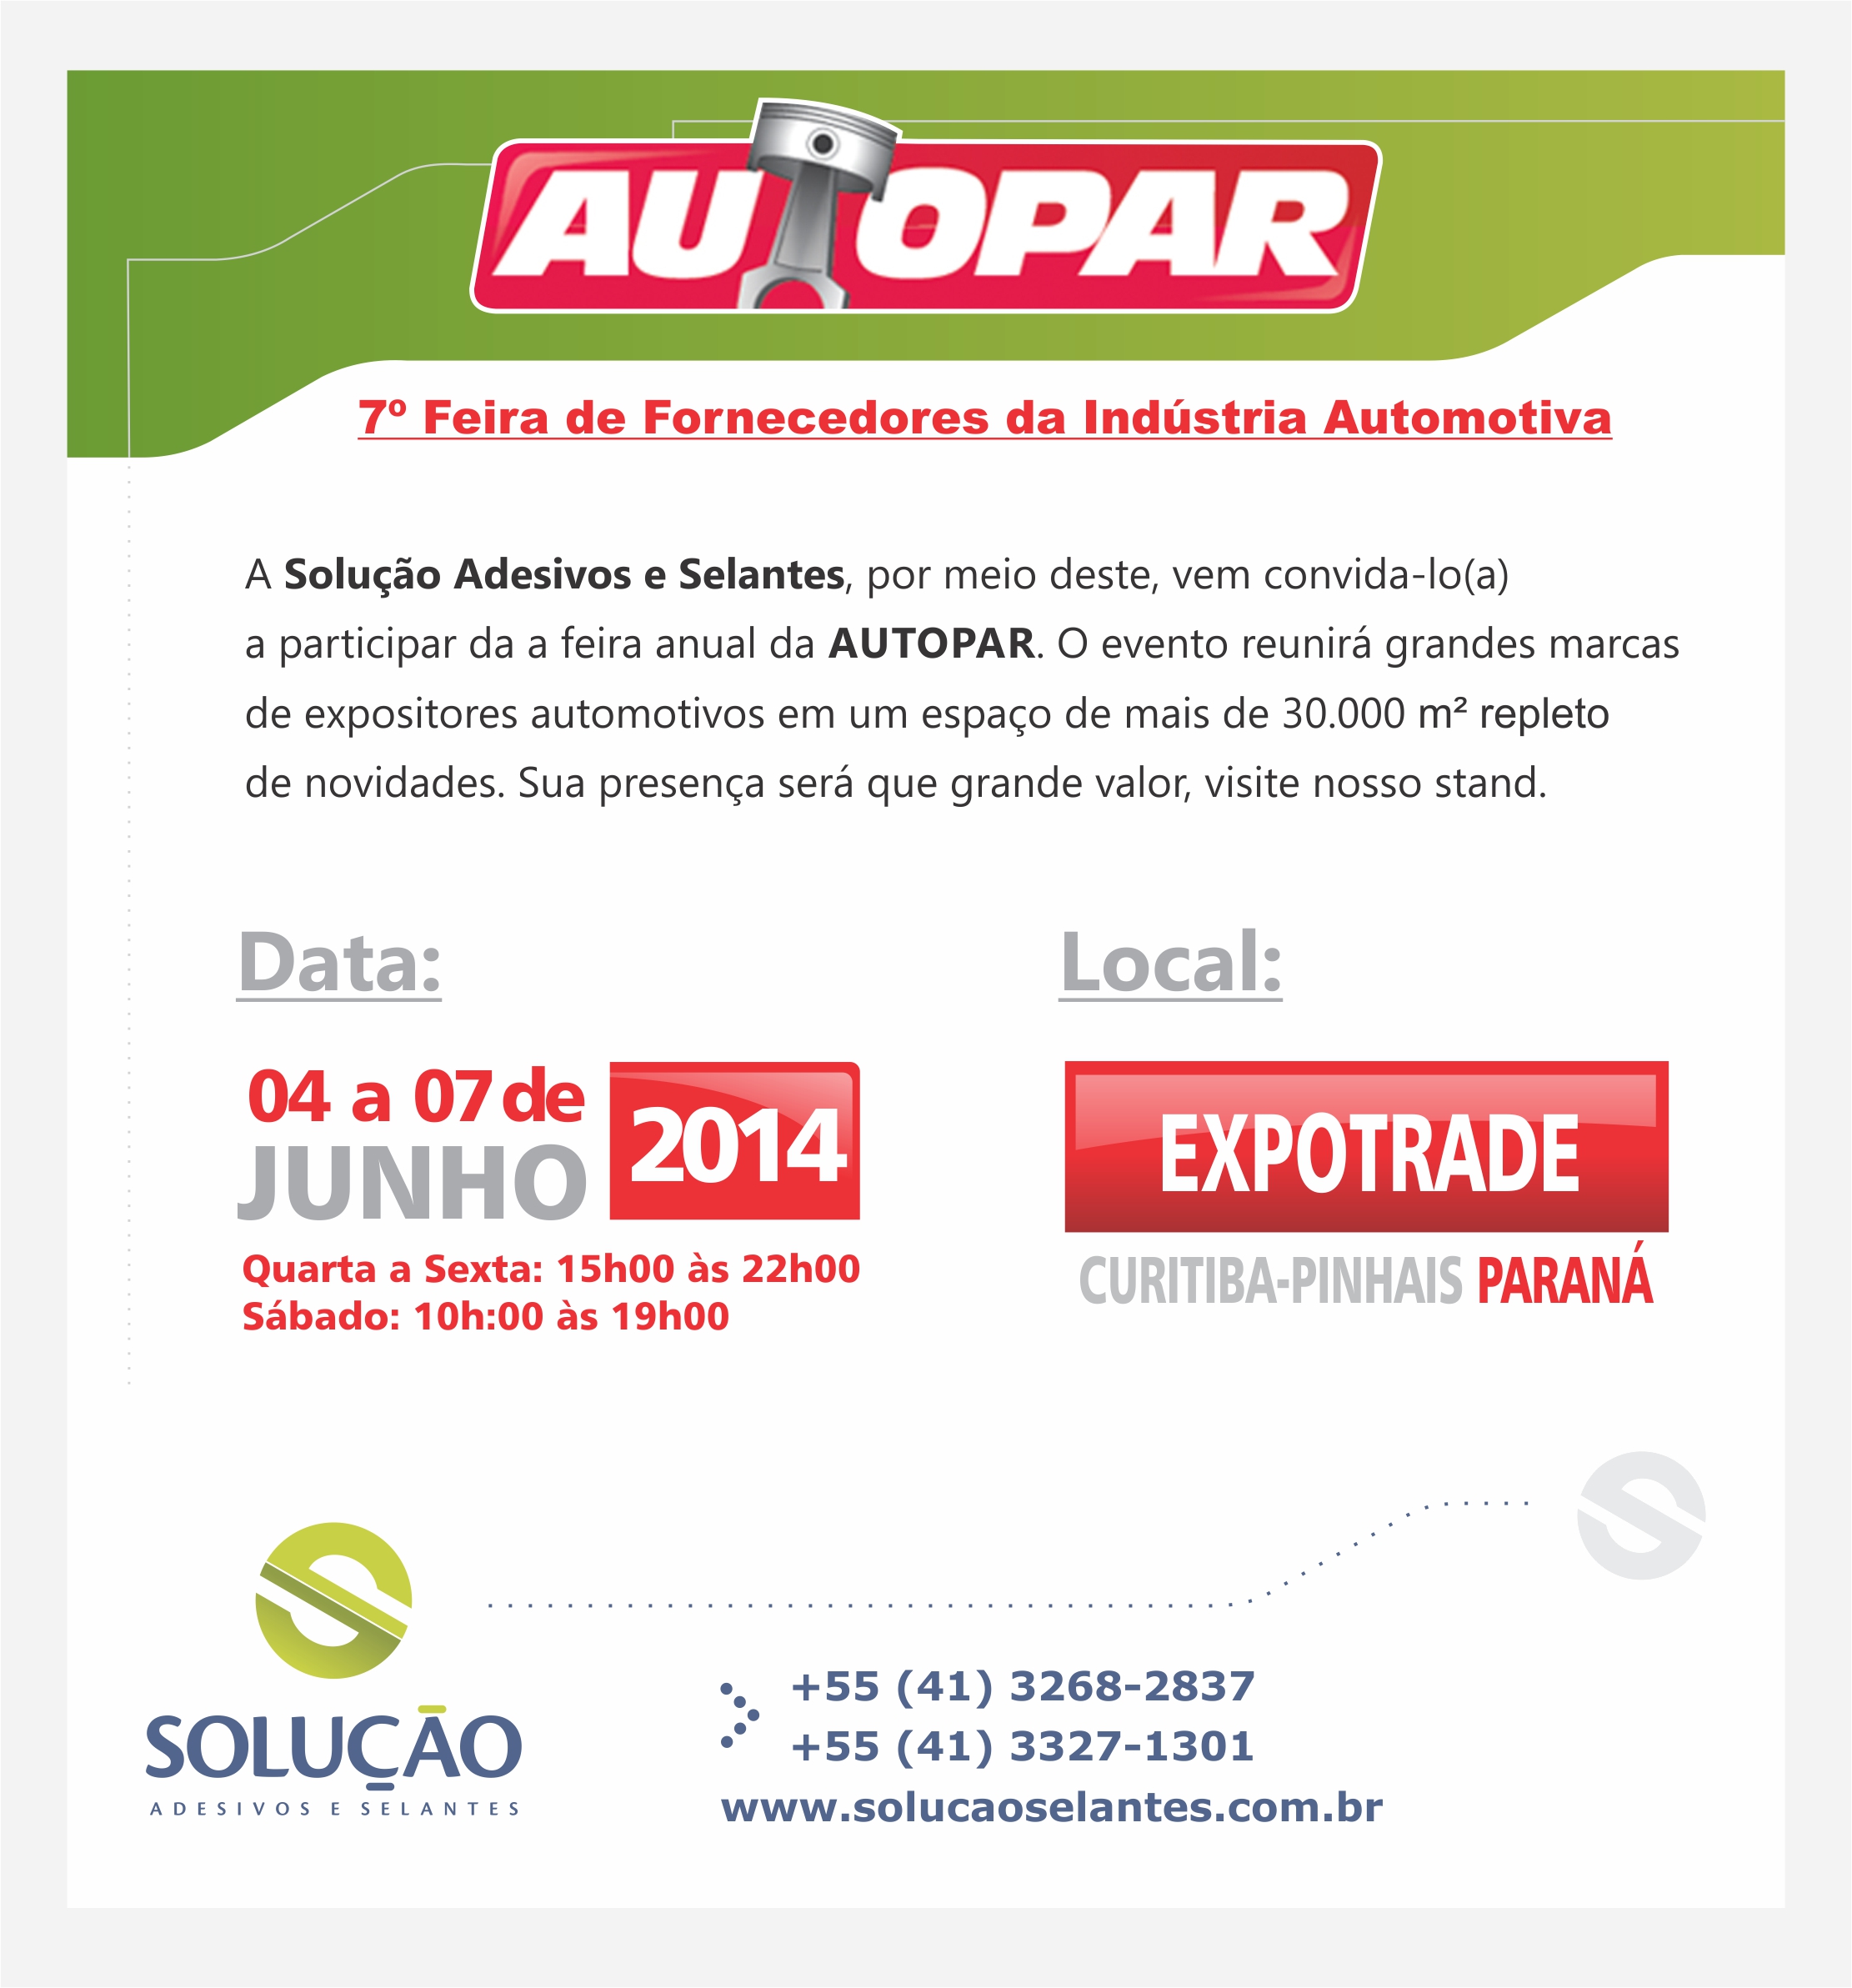 AUTOPAR
7º Feira de Fornecedores da Indústria Automotiva
A Solução Adesivos e Selantes, por meio deste, vem convida-lo(a)
a participar da a feira anual da AUTOPAR. O evento reunirá grandes marcas
de expositores automotivos em um espaço de mais de 30.000 m² repleto
de novidades. Sua presença será que grande valor, visite nosso stand.
Data:
04 a 07 de
JUNHO
2014
Quarta a Sexta: 15h00 às 22h00
Sábado: 10h:00 às 19h00
Local:
EXPOTRADE
CURITIBA-PINHAIS PARANÁ
SOLUÇÃO
ADESIVOS E SELANTES
+55 (41) 3268-2837
+55 (41) 3327-1301
www.solucaoselantes.com.br